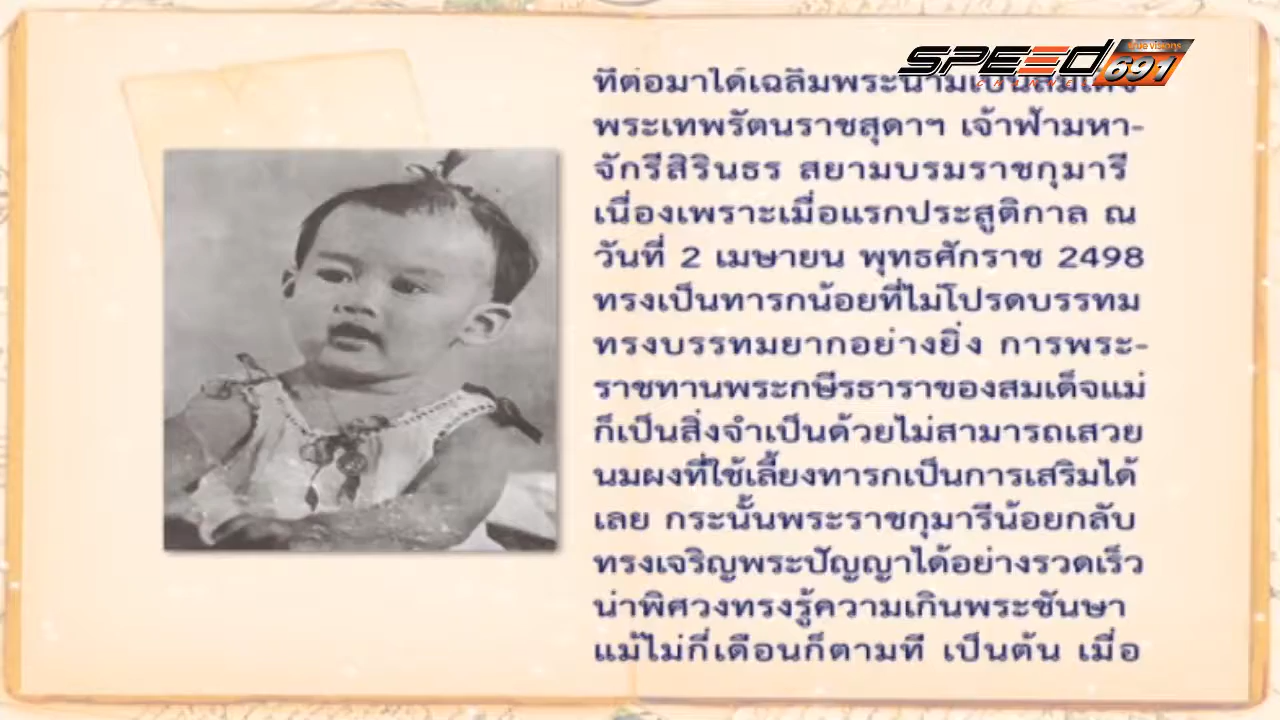 SPEED
true visions
691
CHANNEL
ที่ต่อมาได้เฉลิมพระนามเป็นสมเด็จ
พระเทพรัตนราชสุดาฯ เจ้าฟ้ามหา-
จักรีสิรินธร สยามบรมราชกุมารี
เนื่องเพราะเมื่อแรกประสูติกาล ณ
วันที่ 2 เมษายน พุทธศักราช 2498
ทรงเป็นทารกน้อยที่ไม่โปรดบรรทม
ทรงบรรทมยากอย่างยิ่ง การพระ-
ราชทานพระกษีรธาราของสมเด็จแม่
ก็เป็นสิ่งจำเป็นด้วยไม่สามารถเสวย
นมผงที่ใช้เลี้ยงทารกเป็นการเสริมได้
เลย กระนั้นพระราชกุมารีน้อยกลับ
ทรงเจริญพระปัญญาได้อย่างรวดเร็ว
น่าพิศวงทรงรู้ความเกินพระชันษา
แม้ไม่กี่เดือนก็ตามที เป็นต้น เมื่อ